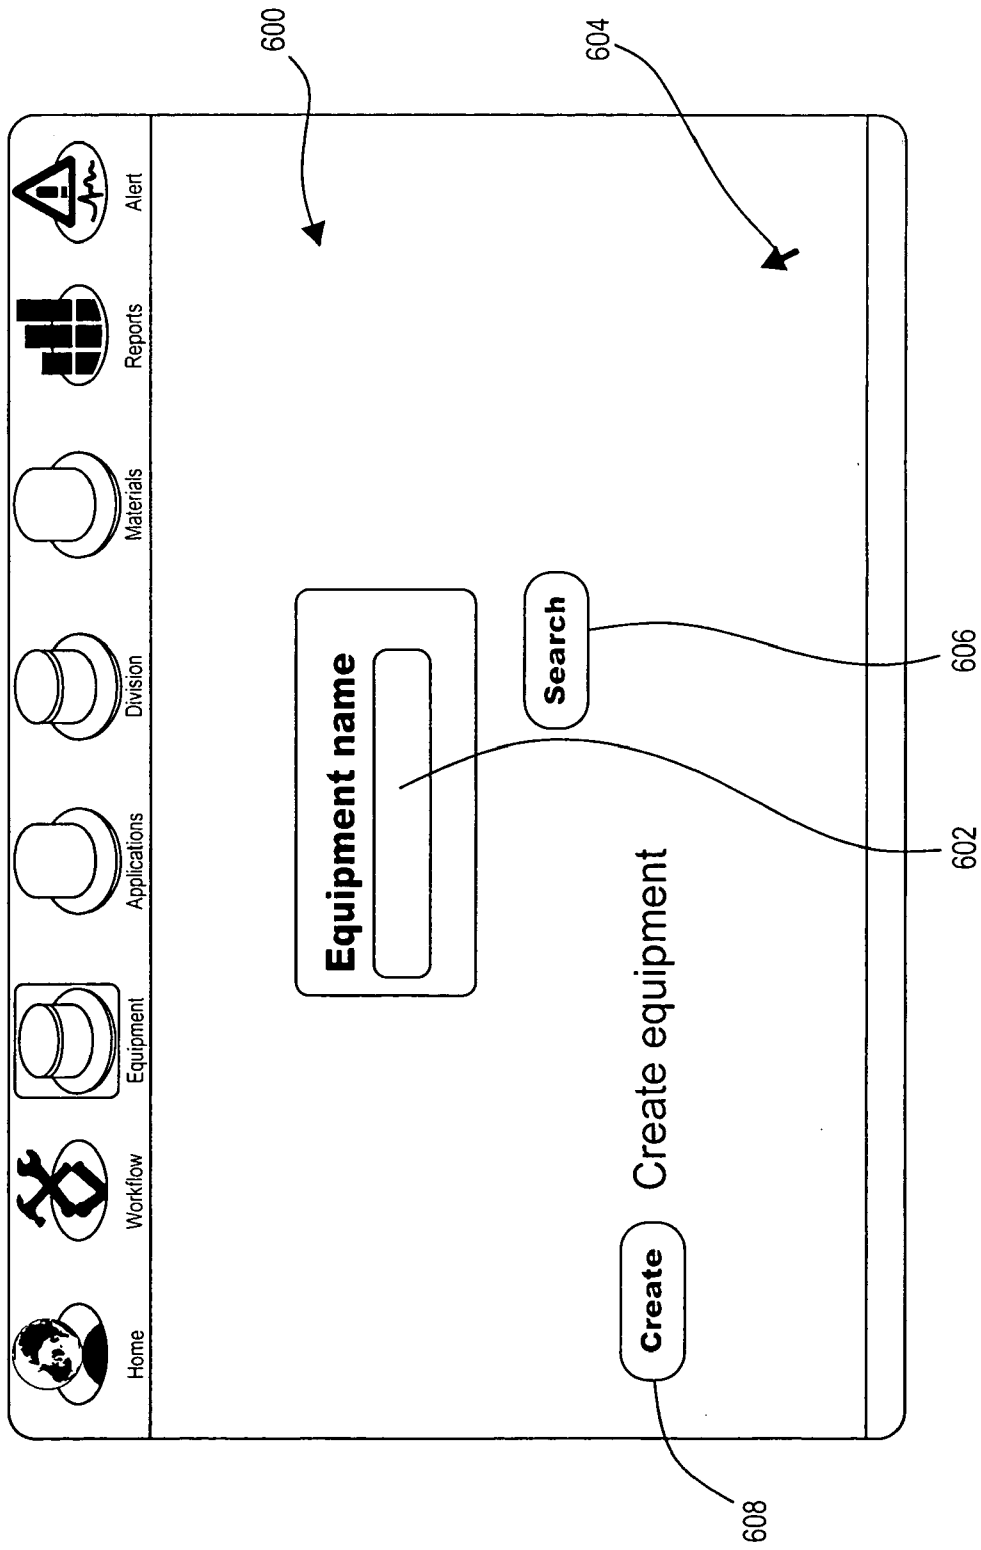 Home
Workflow
Equipment
Applications
Division
Materials
Reports
Alert
600
Equipment name
Search
Create
Create equipment
604
608
602
606